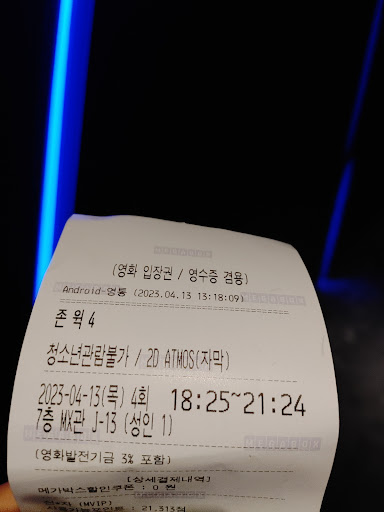 MEGABOX
(영화 입장권 / 영수증 겸용)
Android-영통 (2023.04.13 13:18:09)
존 윅 4
청소년관람불가 / 2D ATMOS(자막)
2023-04-13(목) 4회 18:25~21:24
7층 MX관 J-13 (성인 1)
(영화발전기금 3% 포함)
[상세결제내역]
메가박스할인쿠폰 : 0 원
(MVIP)
: 21,313점